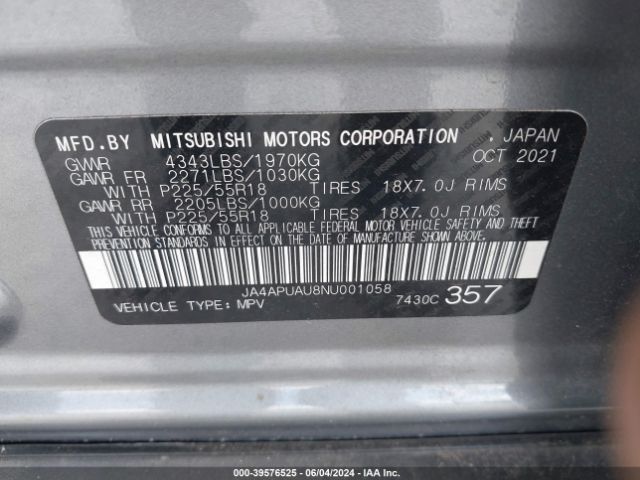 MFD.BY MITSUBISHI MOTORS CORPORATION . JAPAN
GVWR 4343LBS/1970KG OCT 2021
GAWR FR 2271LBS/1030KG
WITH P225/55R18 TIRES 18X7.0J RIMS
GAWR RR 2205LBS/1000KG
WITH P225/55R18 TIRES 18X7.0J RIMS
THIS VEHICLE CONFORMS TO ALL APPLICABLE FEDERAL MOTOR VEHICLE SAFETY AND THEFT
PREVENTION STANDARDS IN EFFECT ON THE DATE OF MANUFACTURE SHOWN ABOVE.
JA4APUAU8NU001058
VEHICLE TYPE: MPV 7430C 357
000-39576525 - 06/04/2024 - IAA Inc.